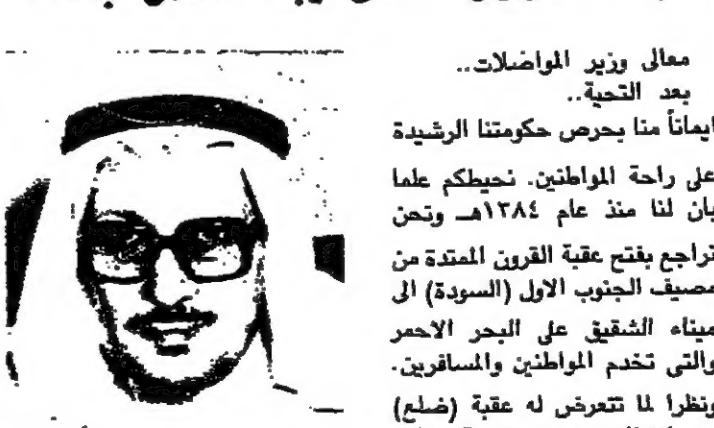 معالى وزير المواصلات..
بعد التحية..
ايماناً منا بحرص حكومتنا الرشيدة
على راحة المواطنين. نحيطكم علما
بان لنا منذ عام ١٣٨٤هـ ونحن
نراجع بفتح عقبة القرون الممتدة من
مصيف الجنوب الاول (السودة) الى
ميناء الشقيق على البحر الاحمر
والتى تخدم المواطنين والمسافرين.
ونظرا لما تتعرض له عقبة (ضلع)